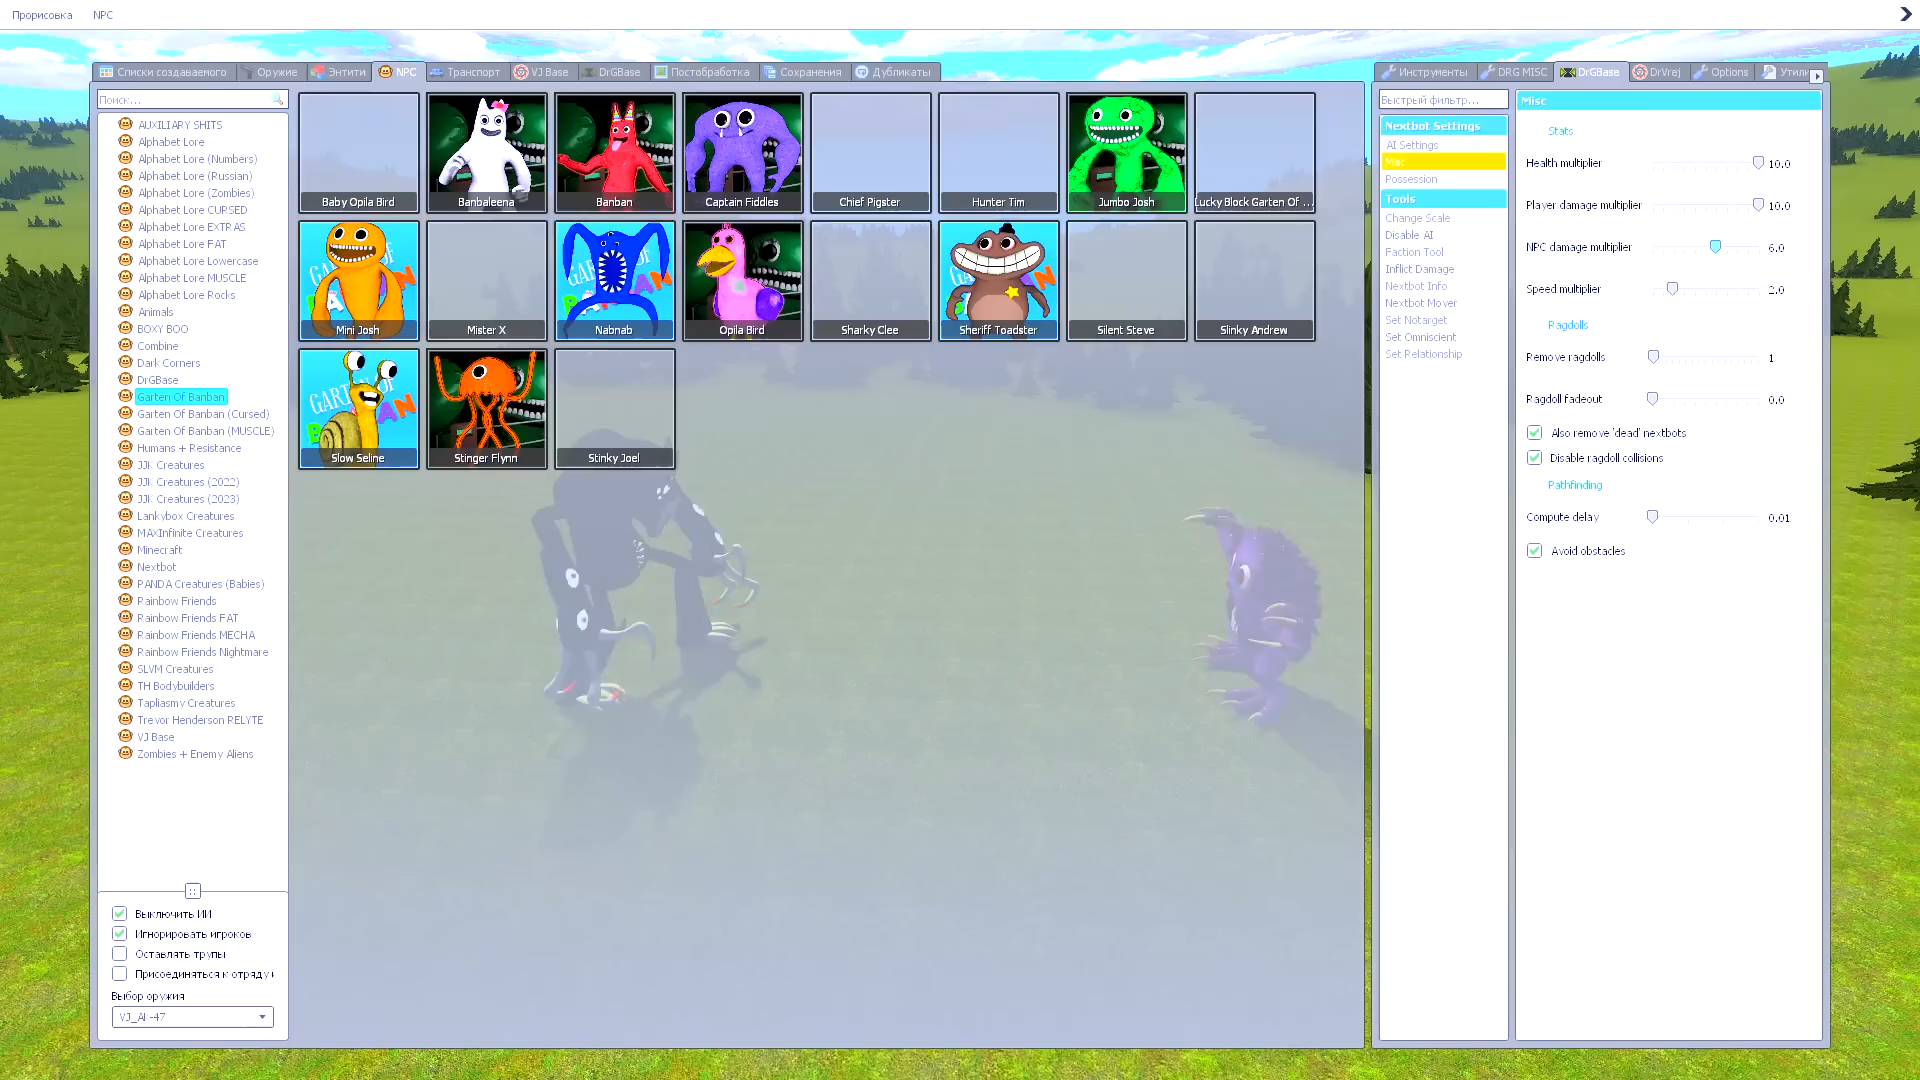 Прорисовка NPC
Списки создаваемого Оружие Энтити NPC Транспорт VJ Base DrGBase Постобработка Сохранения Дубликаты
Поиск...
AUXILIARY SHITS
Alphabet Lore
Alphabet Lore (Numbers)
Alphabet Lore (Russian)
Alphabet Lore (Zombies)
Alphabet Lore CURSED
Alphabet Lore EXTRAS
Alphabet Lore FAT
Alphabet Lore Lowercase
Alphabet Lore MUSCLE
Alphabet Lore Rocks
Animals
BOXY BOO
Combine
Dark Corners
DrGBase
Garten Of Banban
Garten Of Banban (Cursed)
Garten Of Banban (MUSCLE)
Humans + Resistance
JJK Creatures
JJK Creatures (2022)
JJK Creatures (2023)
Lankybox Creatures
MAXInfinite Creatures
Minecraft
Nextbot
PANDA Creatures (Babies)
Rainbow Friends
Rainbow Friends FAT
Rainbow Friends MECHA
Rainbow Friends Nightmare
SLVM Creatures
TH Bodybuilders
Tapliasmy Creatures
Trevor Henderson RELYTE
VJ Base
Zombies + Enemy Aliens
Выключить ИИ
Игнорировать игроков
Оставлять трупы
Присоединяться к отряду
Выбор оружия
VJ_AK-47
Baby Opila Bird Banbaleena Banban Captain Fiddles Chief Pigster Hunter Tim Jumbo Josh Lucky Block Garten Of ...
Mini Josh Mister X Nabnab Opila Bird Sharky Clee Sheriff Toadster Silent Steve Slinky Andrew
Slow Seline Stinger Flynn Stinky Joel
Инструменты DRG MISC DrGBase DrVrej Options Утили
Быстрый фильтр...
Nextbot Settings
AI Settings
Misc
Possession
Tools
Change Scale
Disable AI
Faction Tool
Inflict Damage
Nextbot Info
Nextbot Mover
Set Notarget
Set Omniscient
Set Relationship
Misc
Stats
Health multiplier 10.0
Player damage multiplier 10.0
NPC damage multiplier 6.0
Speed multiplier 2.0
Ragdolls
Remove ragdolls 1
Ragdoll fadeout 0.0
Also remove 'dead' nextbots
Disable ragdoll collisions
Pathfinding
Compute delay 0.01
Avoid obstacles